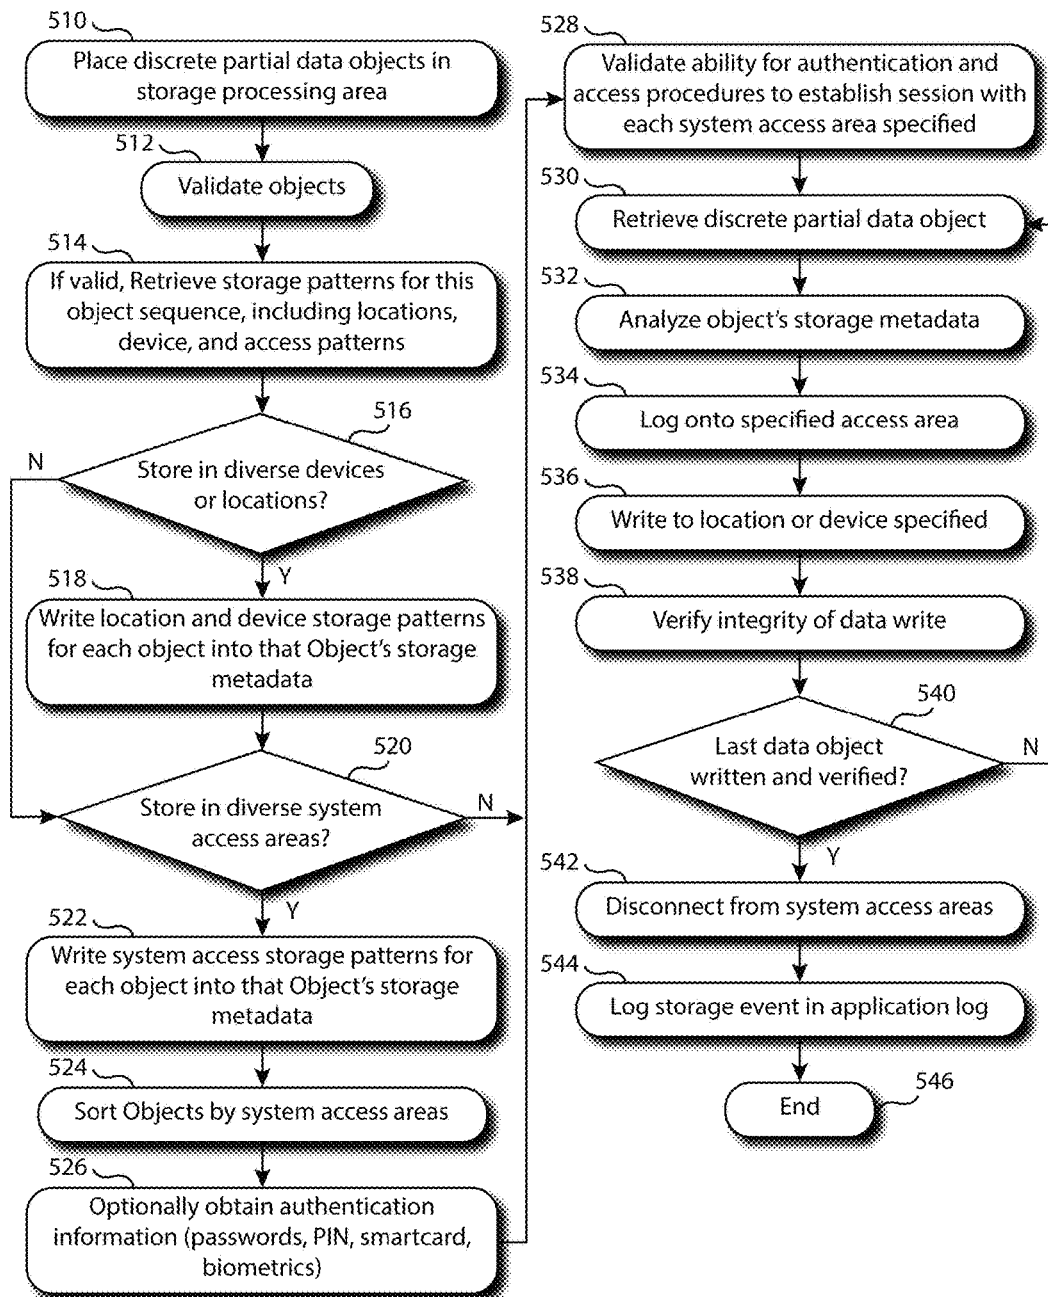 510
Place discrete partial data objects in
storage processing area
512
Validate objects
514
If valid, Retrieve storage patterns for this
object sequence, including locations,
device, and access patterns
516
N
Store in diverse devices
or locations?
Y
518
Write location and device storage patterns
for each object into that Object's storage
metadata
520
Store in diverse system
access areas?
N
Y
522
Write system access storage patterns for
each object into that Object's storage
metadata
524
Sort Objects by system access areas
526
Optionally obtain authentication
information (passwords, PIN, smartcard,
biometrics)
528
Validate ability for authentication and
access procedures to establish session with
each system access area specified
530
Retrieve discrete partial data object
532
Analyze object's storage metadata
534
Log onto specified access area
536
Write to location or device specified
538
Verify integrity of data write
540
Last data object
written and verified?
N
Y
542
Disconnect from system access areas
544
Log storage event in application log
546
End